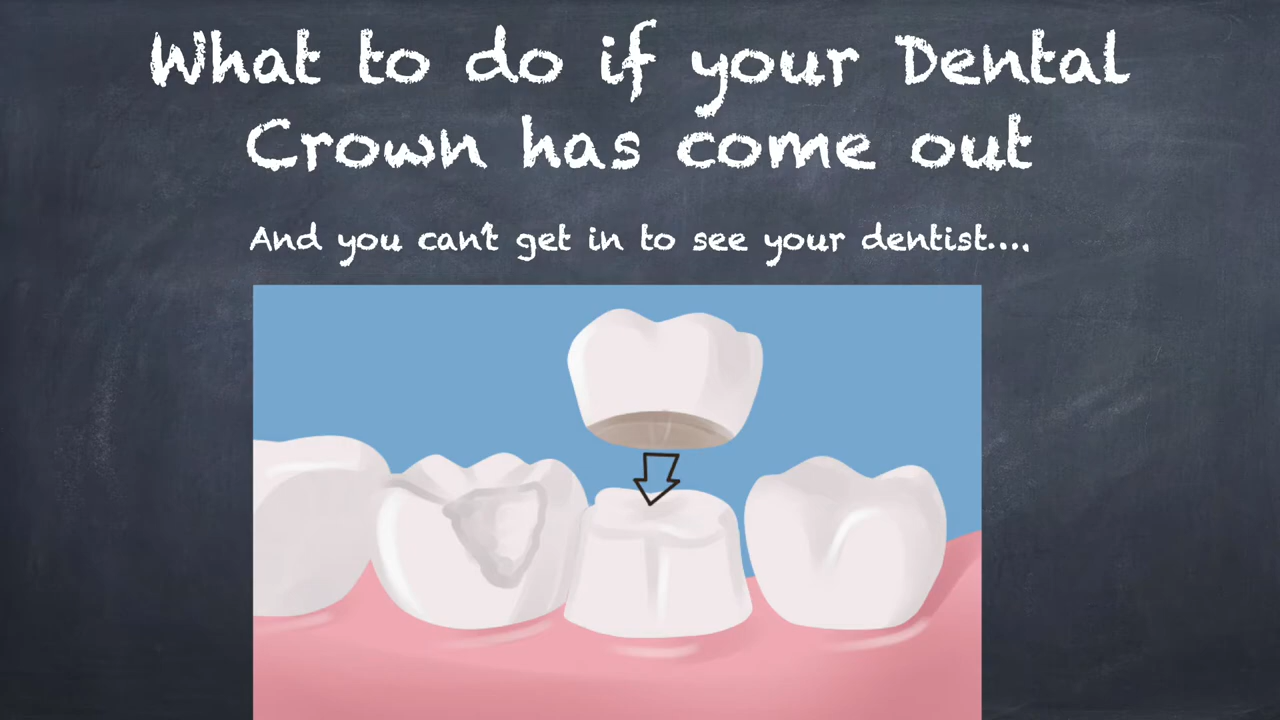 What to do if your Dental
Crown has come out
And you can't get in to see your dentist....